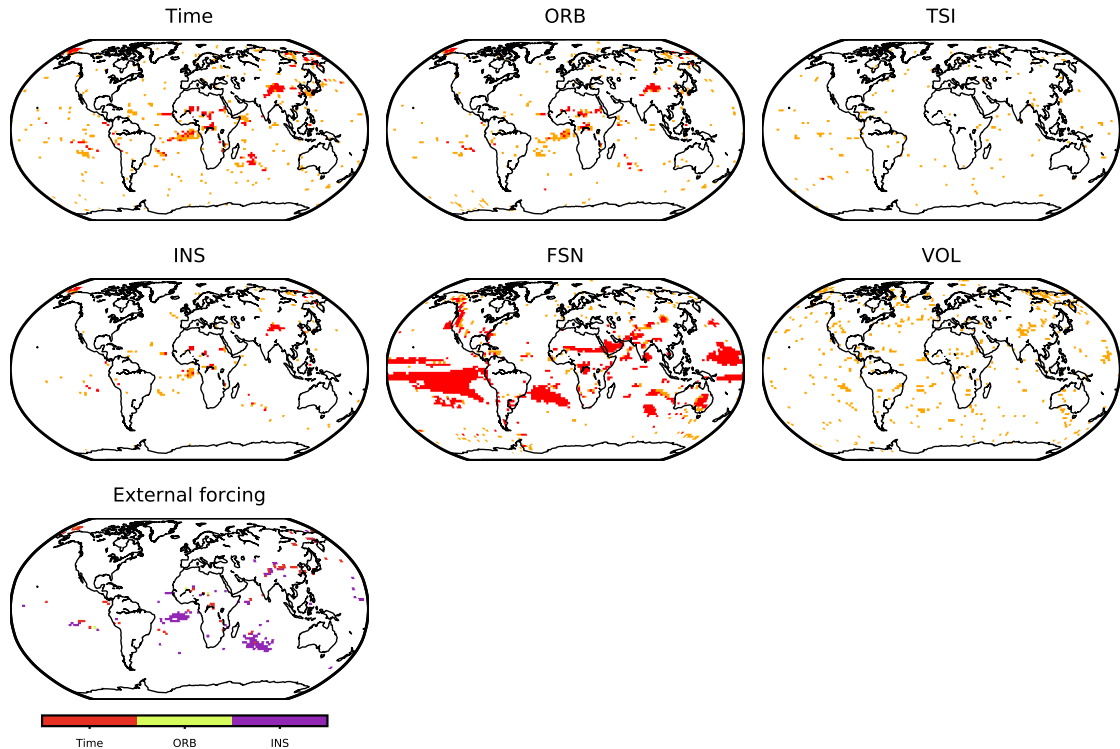 Time ORB TSI
INS FSN VOL
External forcing
Time ORB INS